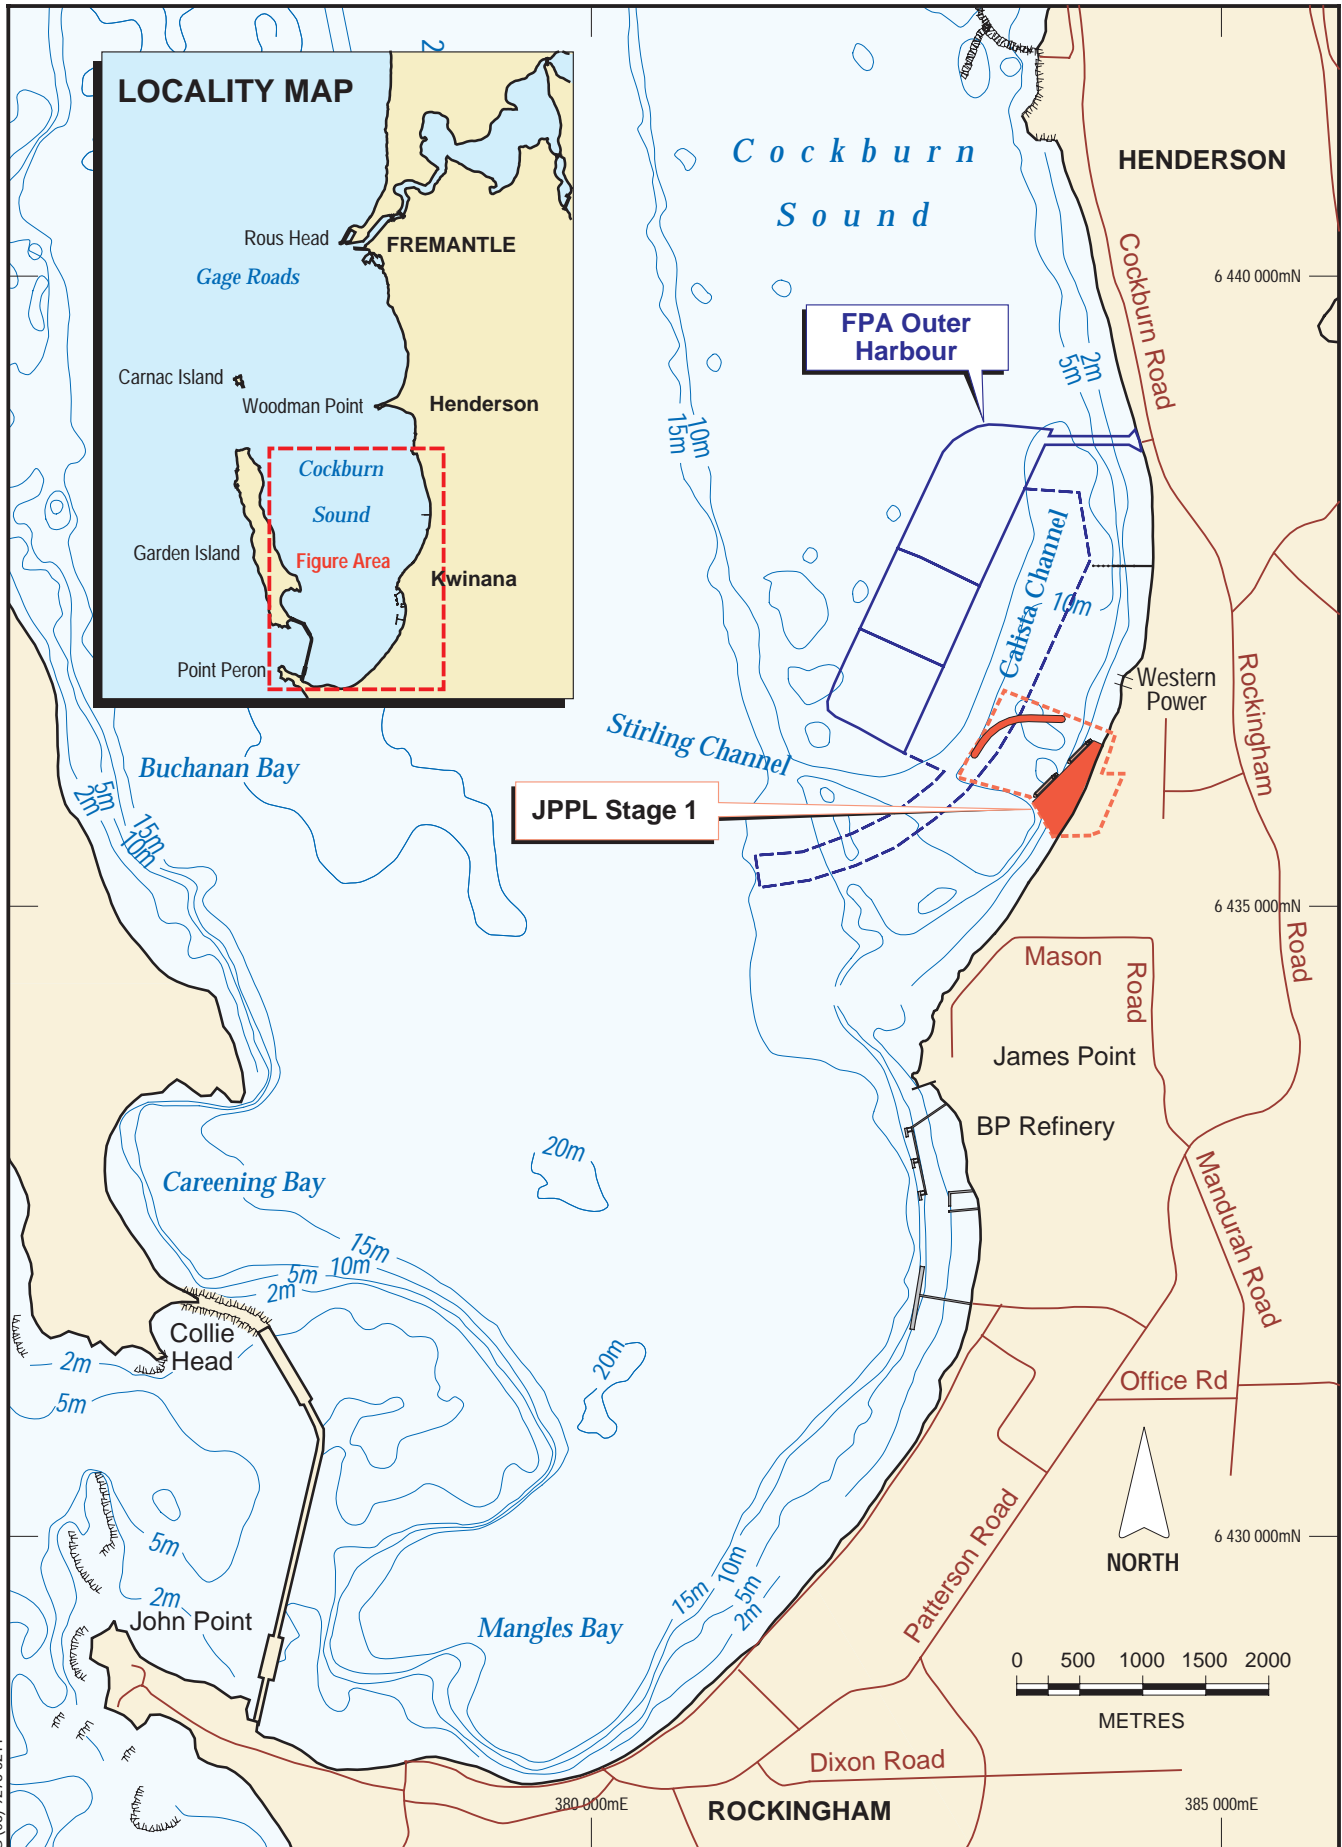 LOCALITY MAP
Rous Head
FREMANTLE
Gage Roads
Carnac Island
Woodman Point
Henderson
Cockburn
Sound
Garden Island
Figure Area
Kwinana
Point Peron
Cockburn
Sound
HENDERSON
Cockburn Road
6 440 000mN
FPA Outer
Harbour
2m
5m
10m
15m
Calista Channel
10m
Western
Power
Rockingham
Road
Stirling Channel
Buchanan Bay
JPPL Stage 1
5m
2m
15m
10m
6 435 000mN
Mason
Road
James Point
BP Refinery
20m
Careening Bay
Mandurah Road
15m
10m
5m
2m
Collie
Head
2m
5m
20m
Office Rd
Patterson Road
NORTH
6 430 000mN
5m
2m
John Point
Mangles Bay
15m
10m
5m
2m
0 500 1000 1500 2000
METRES
Dixon Road
380 000mE
ROCKINGHAM
385 000mE